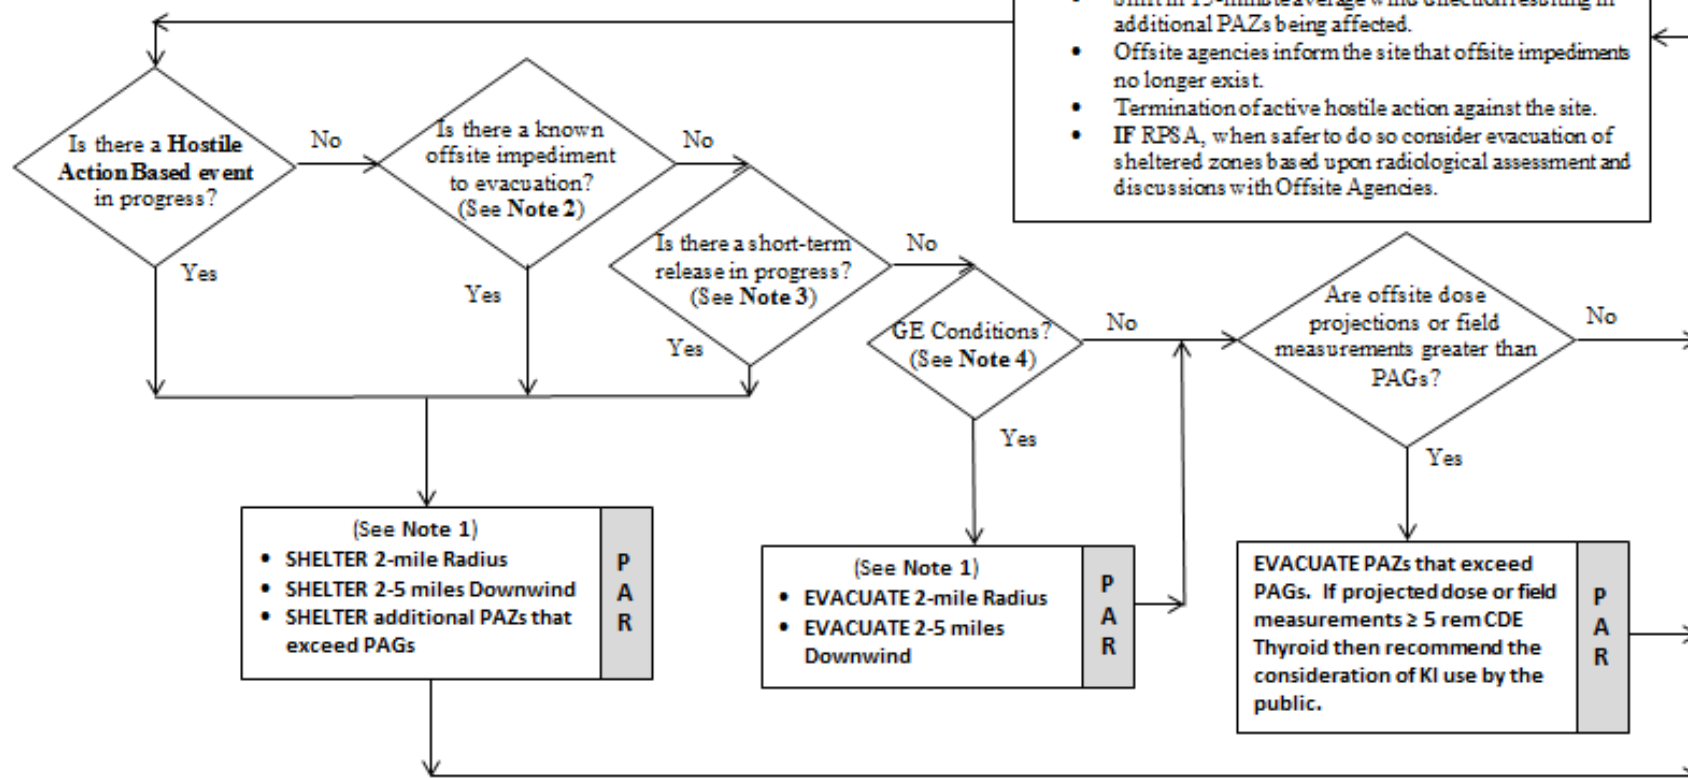 additional PAZs being affected.
• Offsite agencies inform the site that offsite impediments
no longer exist.
• Termination of active hostile action against the site.
• IF RPSA, when safer to do so consider evacuation of
sheltered zones based upon radiological assessment and
discussions with Offsite Agencies.
Is there a Hostile
Action Based event
in progress?
No
Yes
Is there a known
offsite impediment
to evacuation?
(See Note 2)
No
Yes
Is there a short-term
release in progress?
(See Note 3)
No
Yes
GE Conditions?
(See Note 4)
No
Yes
Are offsite dose
projections or field
measurements greater than
PAGs?
No
Yes
(See Note 1)
• SHELTER 2-mile Radius
• SHELTER 2-5 miles Downwind
• SHELTER additional PAZs that
exceed PAGs
P
A
R
(See Note 1)
• EVACUATE 2-mile Radius
• EVACUATE 2-5 miles
Downwind
P
A
R
EVACUATE PAZs that exceed
PAGs. If projected dose or field
measurements ≥ 5 rem CDE
Thyroid then recommend the
consideration of KI use by the
public.
P
A
R